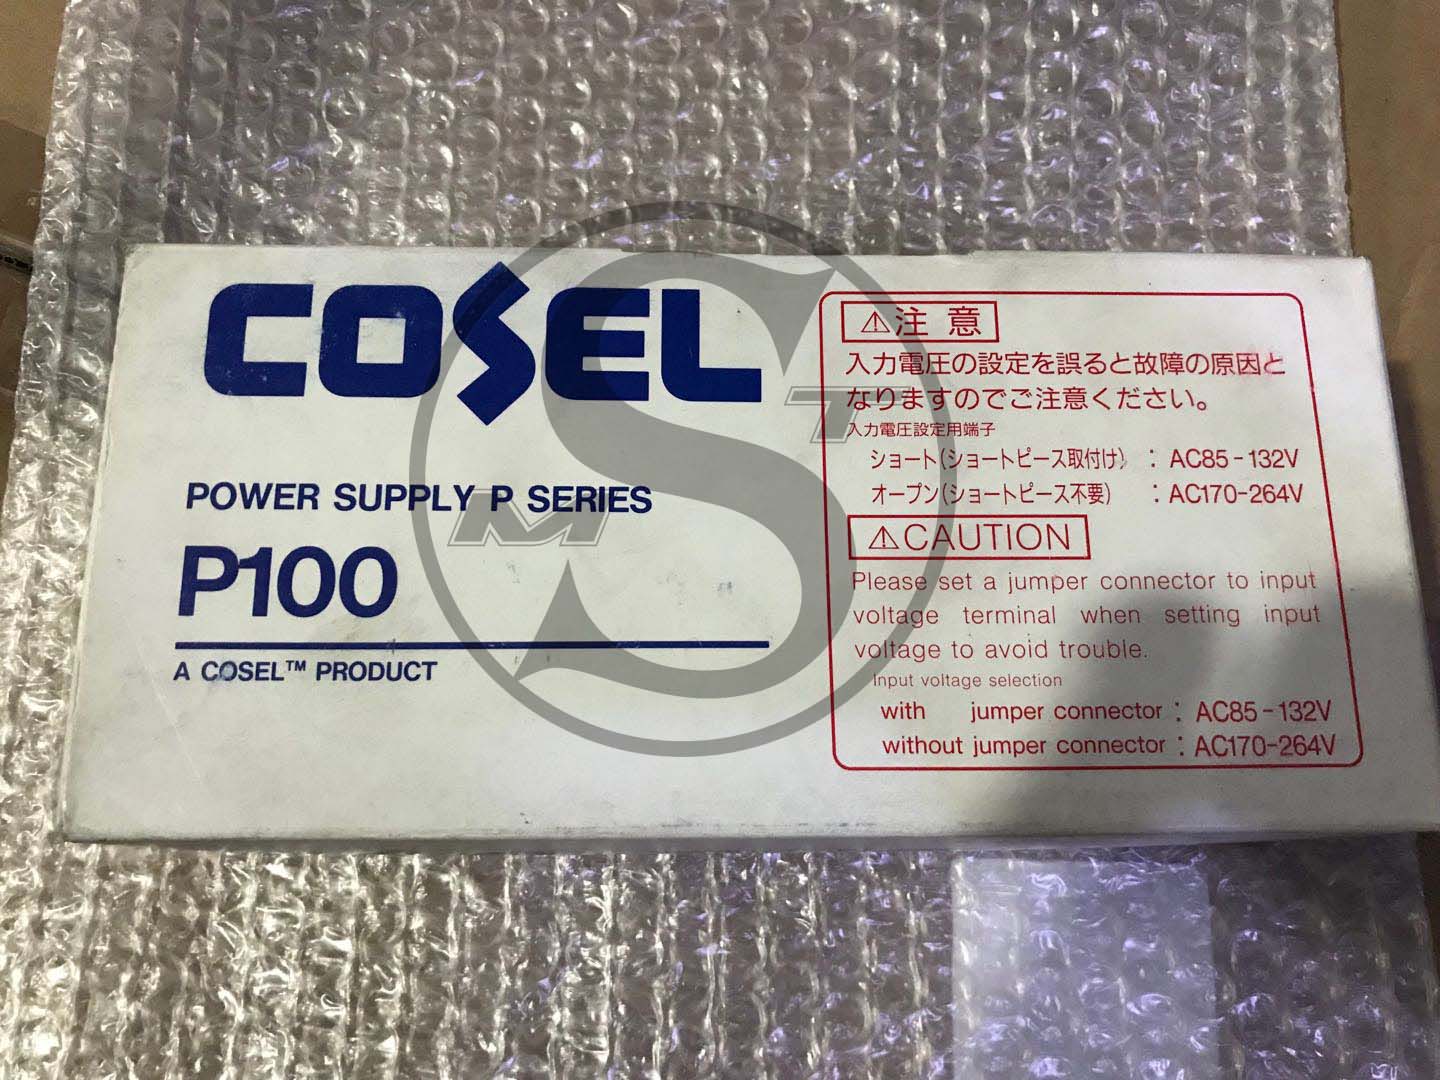 COSEL
POWER SUPPLY P SERIES
P100
A COSEL™ PRODUCT
⚠注意
入力電圧の設定を誤ると故障の原因と
なりますのでご注意ください。
入力電圧設定用端子
ショート(ショートピース取付け) : AC85-132V
オープン(ショートピース不要) : AC170-264V
⚠CAUTION
Please set a jumper connector to input
voltage terminal when setting input
voltage to avoid trouble.
Input voltage selection
with jumper connector : AC85-132V
without jumper connector : AC170-264V
M S T